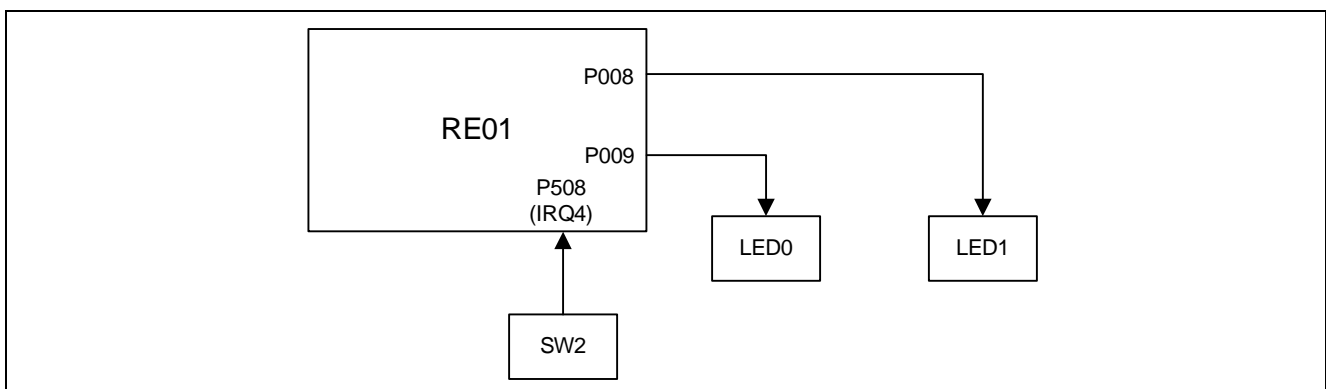 P008
RE01
P009
P508
(IRQ4)
LED0
LED1
SW2